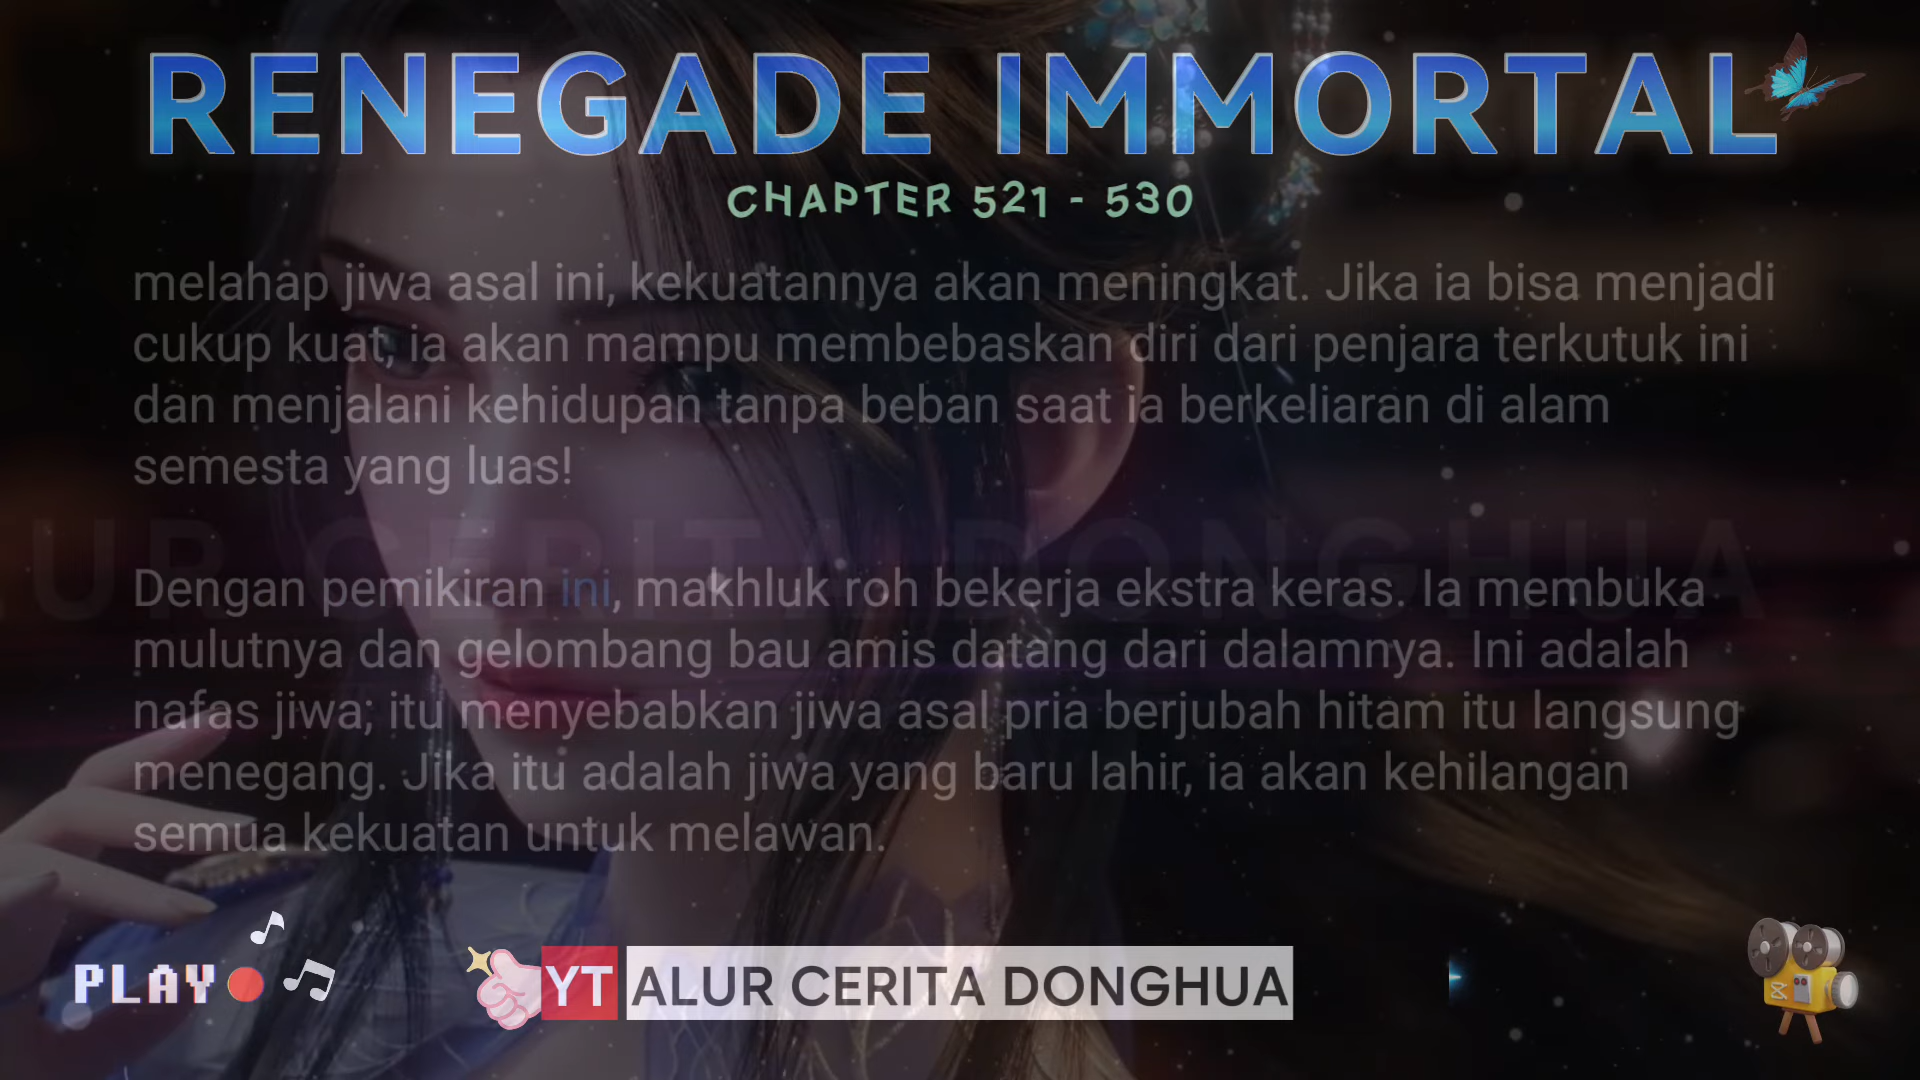 RENEGADE IMMORTAL
CHAPTER 521 - 530
melahap jiwa asal ini, kekuatannya akan meningkat. Jika ia bisa menjadi
cukup kuat, ia akan mampu membebaskan diri dari penjara terkutuk ini
dan menjalani kehidupan tanpa beban saat ia berkeliaran di alam
semesta yang luas!
UR CERITA DONGHUA
Dengan pemikiran ini, makhluk roh bekerja ekstra keras. Ia membuka
mulutnya dan gelombang bau amis datang dari dalamnya. Ini adalah
nafas jiwa; itu menyebabkan jiwa asal pria berjubah hitam itu langsung
menegang. Jika itu adalah jiwa yang baru lahir, ia akan kehilangan
semua kekuatan untuk melawan.
PLAY
YT ALUR CERITA DONGHUA